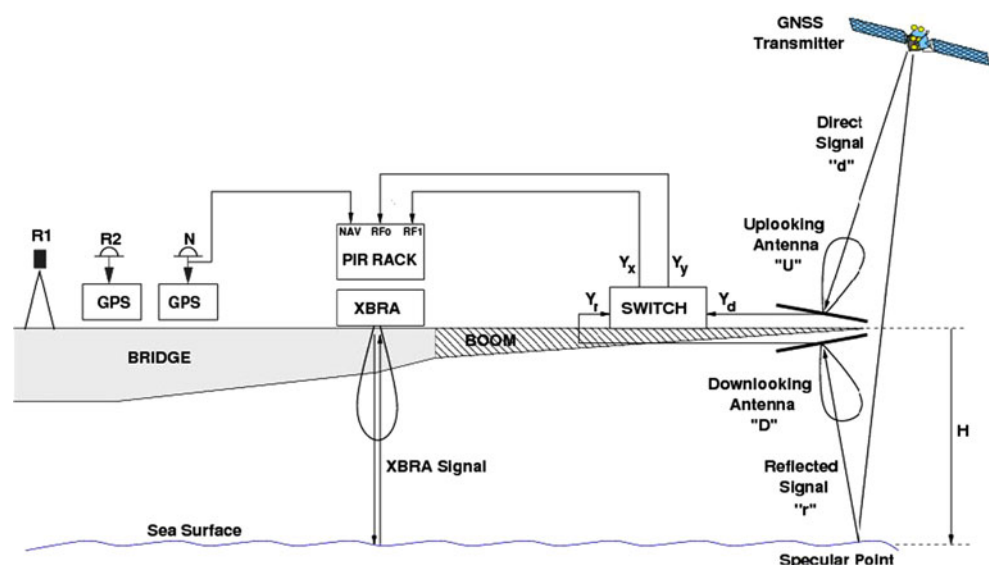 GNSS
Transmitter
Direct
Signal
"d"
R1
R2
N
NAV RF0 RF1
PIR RACK
GPS
GPS
XBRA
Yx
Yy
Yr
SWITCH
Yd
Uplooking
Antenna
"U"
BRIDGE
BOOM
Downlooking
Antenna
"D"
H
XBRA Signal
Reflected
Signal
"r"
Sea Surface
Specular Point